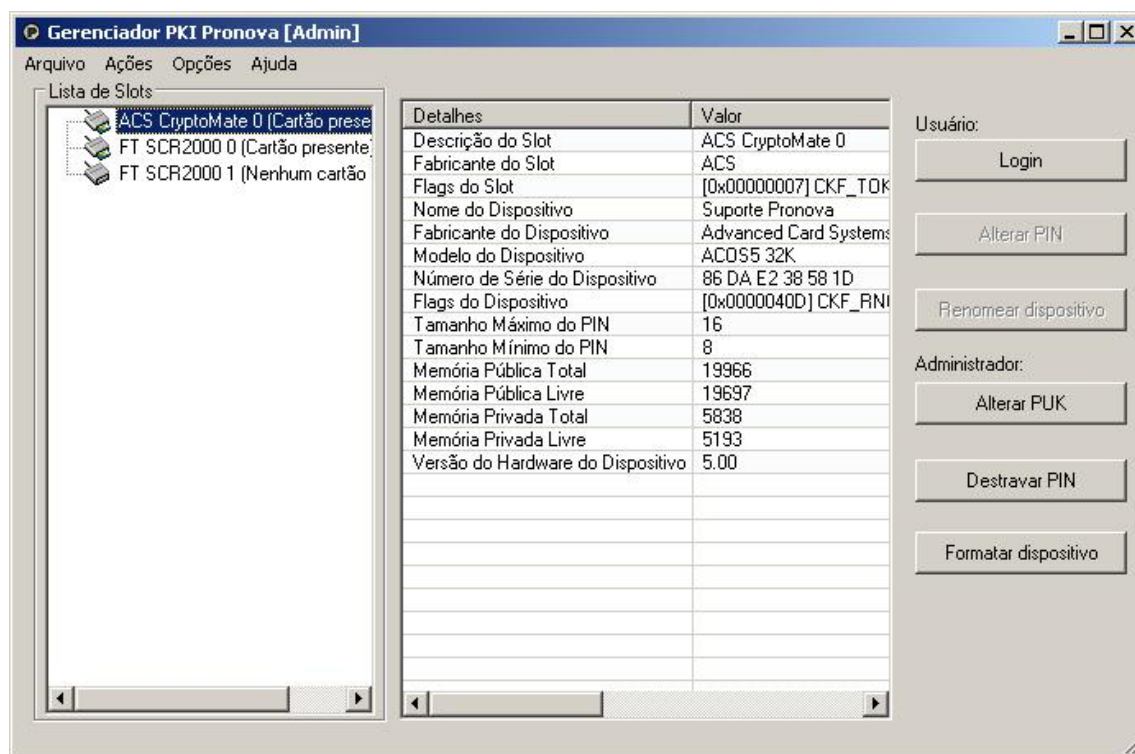 Gerenciador PKI Pronova [Admin]
Arquivo Ações Opções Ajuda
Lista de Slots
ACS CryptoMate 0 (Cartão prese
FT SCR2000 0 (Cartão presente)
FT SCR2000 1 (Nenhum cartão
Detalhes Valor
Descrição do Slot ACS CryptoMate 0
Fabricante do Slot ACS
Flags do Slot [0x00000007] CKF_TOK
Nome do Dispositivo Suporte Pronova
Fabricante do Dispositivo Advanced Card Systems
Modelo do Dispositivo ACOS5 32K
Número de Série do Dispositivo 86 DA E2 38 58 1D
Flags do Dispositivo [0x0000040D] CKF_RN
Tamanho Máximo do PIN 16
Tamanho Mínimo do PIN 8
Memória Pública Total 19966
Memória Pública Livre 19697
Memória Privada Total 5838
Memória Privada Livre 5193
Versão do Hardware do Dispositivo 5.00
Usuário:
Login
Alterar PIN
Renomear dispositivo
Administrador:
Alterar PUK
Destravar PIN
Formatar dispositivo